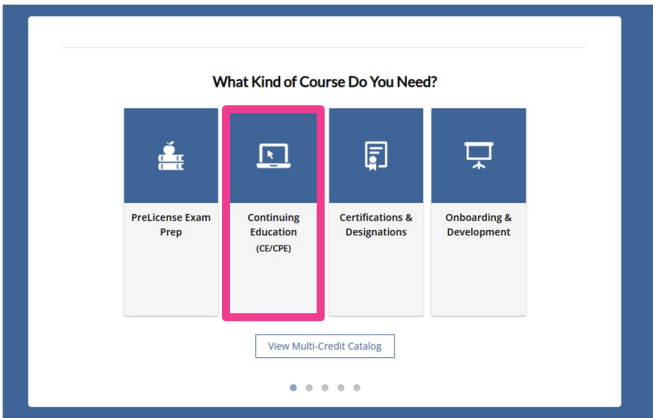 What Kind of Course Do You Need?
PreLicense Exam
Prep
Continuing
Education
(CE/CPE)
Certifications &
Designations
Onboarding &
Development
View Multi-Credit Catalog